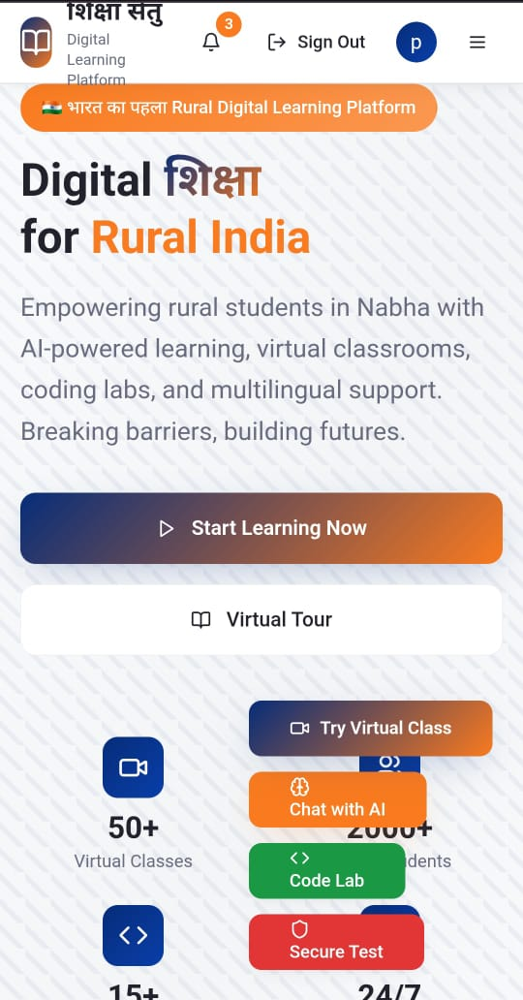 शिक्षा सेतु
Digital
Learning
Platform
3
Sign Out
p
🇮🇳 भारत का पहला Rural Digital Learning Platform
Digital शिक्षा
for Rural India
Empowering rural students in Nabha with
AI-powered learning, virtual classrooms,
coding labs, and multilingual support.
Breaking barriers, building futures.
Start Learning Now
Virtual Tour
Try Virtual Class
Chat with AI
50+
2000+
Virtual Classes
dents
Code Lab
Secure Test
15+
24/7